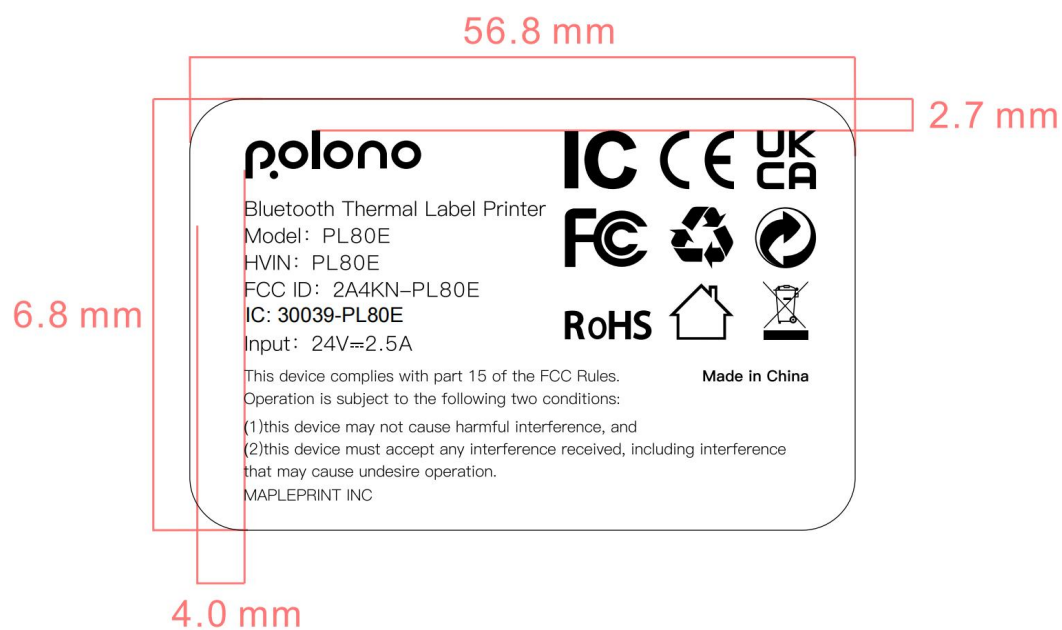 56.8 mm
2.7 mm
polono
IC CE UK CA
Bluetooth Thermal Label Printer
Model: PL80E
HVIN: PL80E
FC
FCC ID: 2A4KN-PL80E
IC: 30039-PL80E
RoHS
Input: 24V⎓2.5A
6.8 mm
This device complies with part 15 of the FCC Rules.
Made in China
Operation is subject to the following two conditions:
(1)this device may not cause harmful interference, and
(2)this device must accept any interference received, including interference
that may cause undesire operation.
MAPLEPRINT INC
4.0 mm